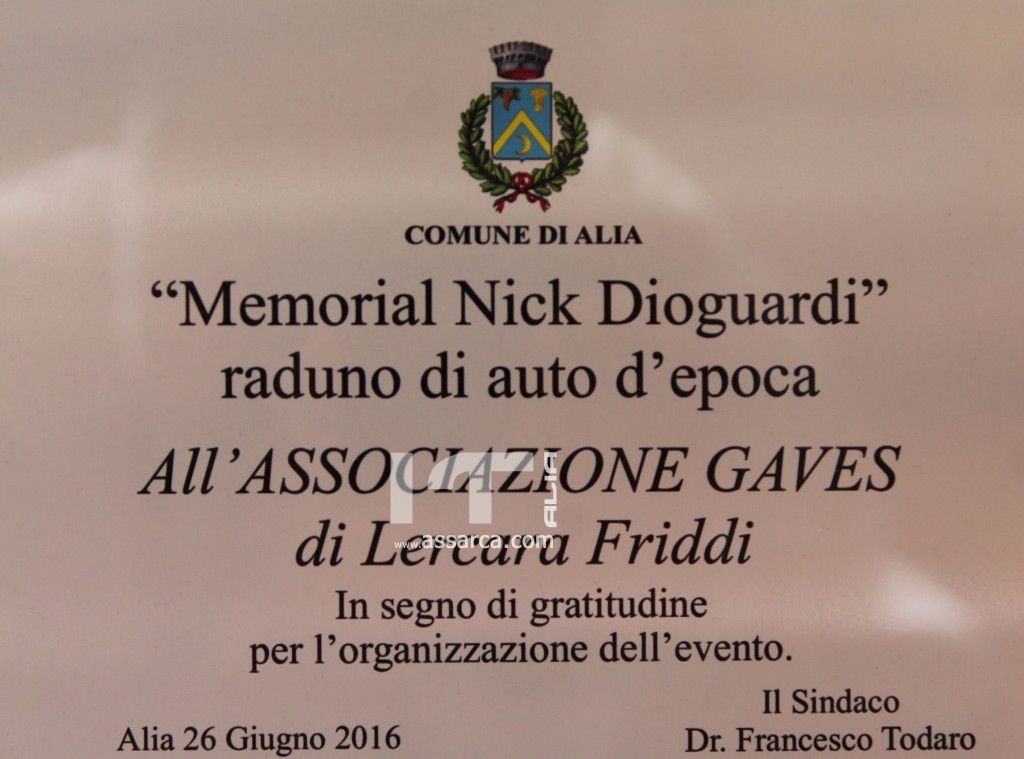 COMUNE DI ALIA
“Memorial Nick Dioguardi”
raduno di auto d’epoca
All’ASSOCIAZIONE GAVES
ALIA
www.assarca.com
di Lercara Friddi
In segno di gratitudine
per l’organizzazione dell’evento.
Il Sindaco
Alia 26 Giugno 2016
Dr. Francesco Todaro